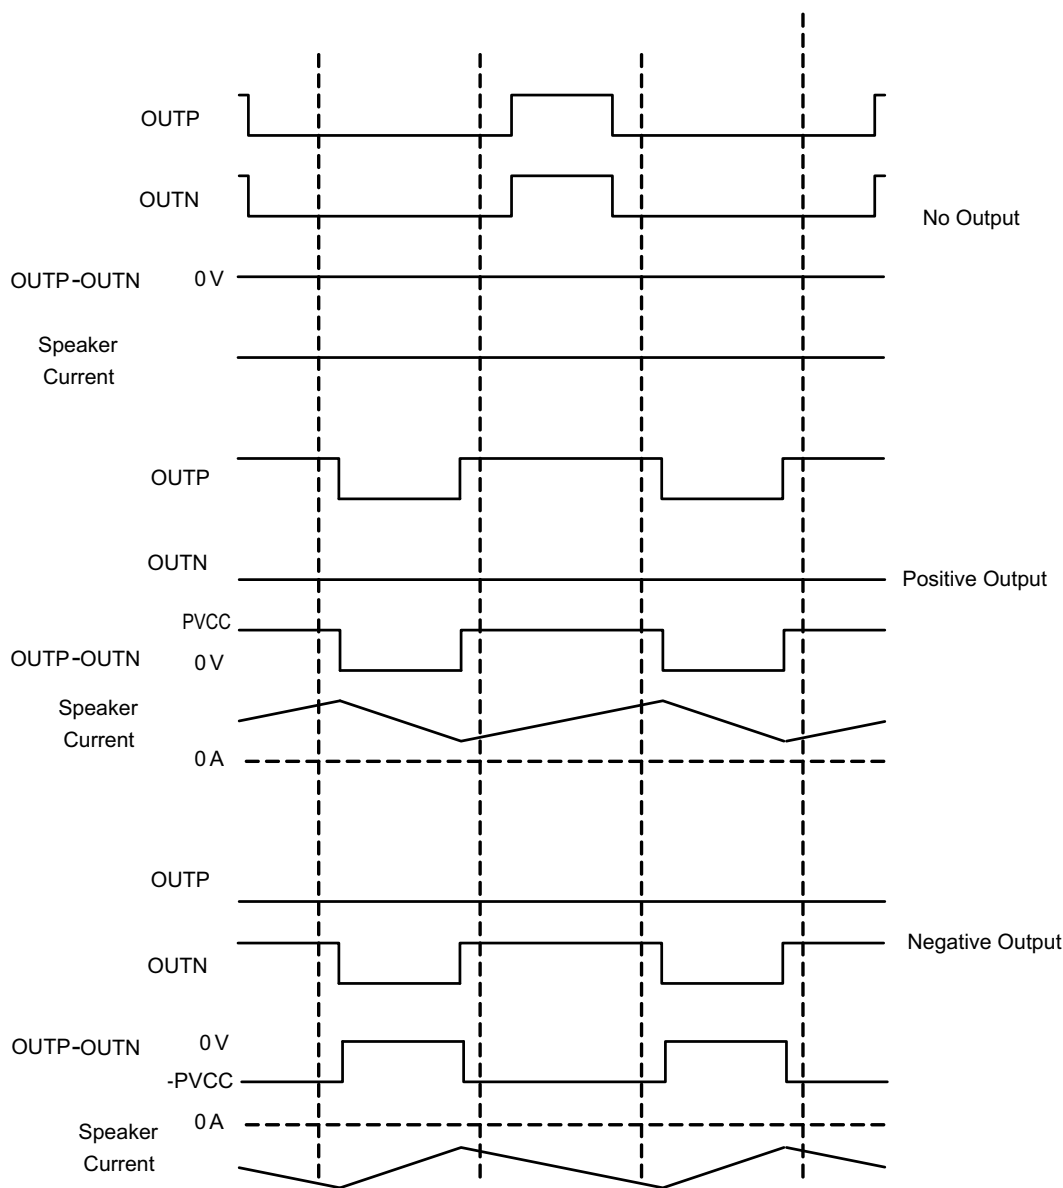 OUTP
OUTN
No Output
OUTP-OUTN 0 V
Speaker
Current
OUTP
OUTN
Positive Output
PVCC
OUTP-OUTN 0 V
Speaker
Current
0 A
OUTP
Negative Output
OUTN
OUTP-OUTN 0 V
-PVCC
0 A
Speaker
Current